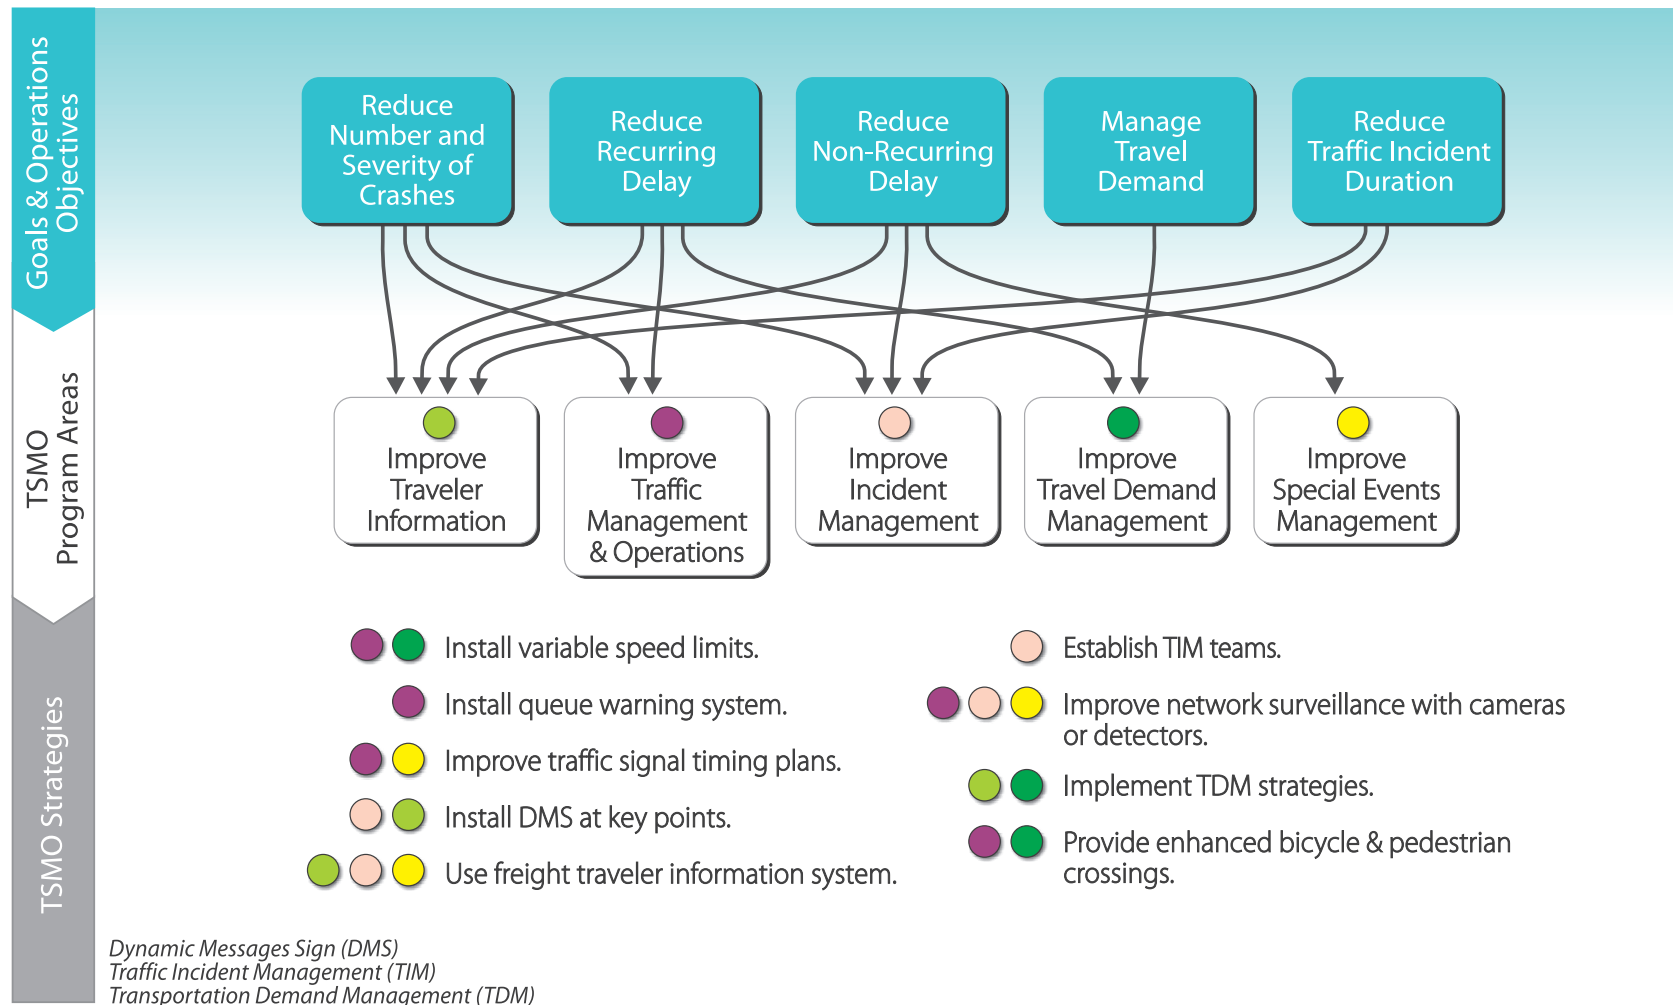 Goals & Operations
Objectives
Reduce
Number and
Severity of
Crashes
Reduce
Recurring
Delay
Reduce
Non-Recurring
Delay
Manage
Travel
Demand
Reduce
Traffic Incident
Duration
TSMO
Program Areas
Improve
Traveler
Information
Improve
Traffic
Management
& Operations
Improve
Incident
Management
Improve
Travel Demand
Management
Improve
Special Events
Management
TSMO Strategies
Install variable speed limits.
Install queue warning system.
Improve traffic signal timing plans.
Install DMS at key points.
Use freight traveler information system.
Establish TIM teams.
Improve network surveillance with cameras
or detectors.
Implement TDM strategies.
Provide enhanced bicycle & pedestrian
crossings.
Dynamic Messages Sign (DMS)
Traffic Incident Management (TIM)
Transportation Demand Management (TDM)